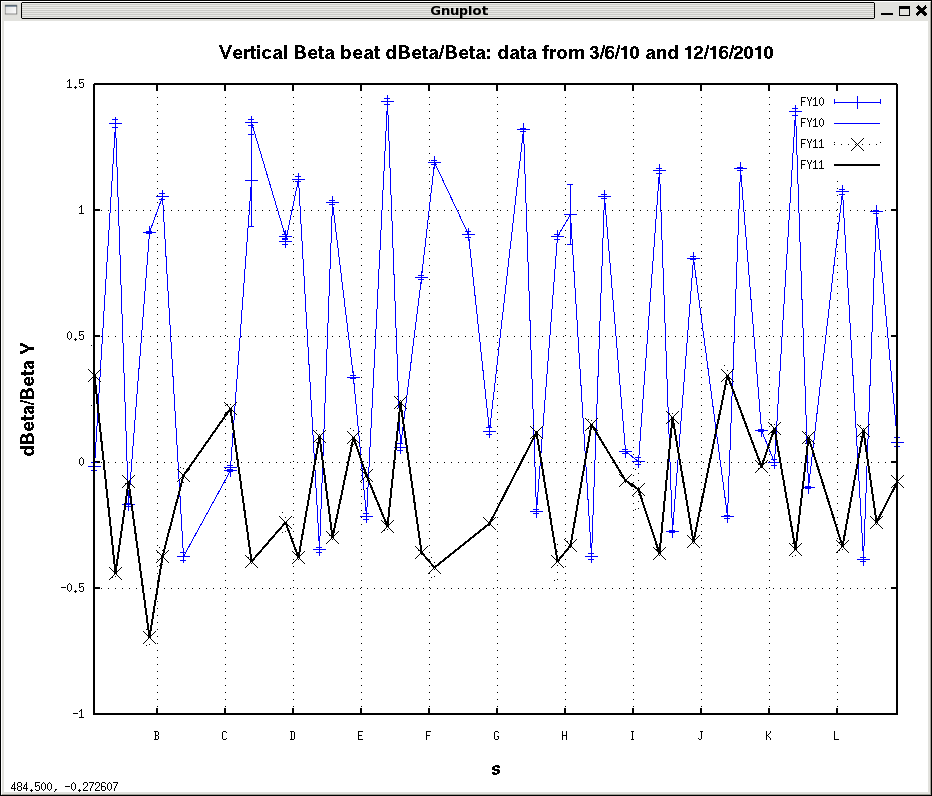 Gnuplot
Vertical Beta beat dBeta/Beta: data from 3/6/10 and 12/16/2010
1.5
FY10
FY10
FY11
FY11
1
0.5
dBeta/Beta Y
0
-0.5
-1
B C D E F G H I J K L
s
484.500, -0.272607